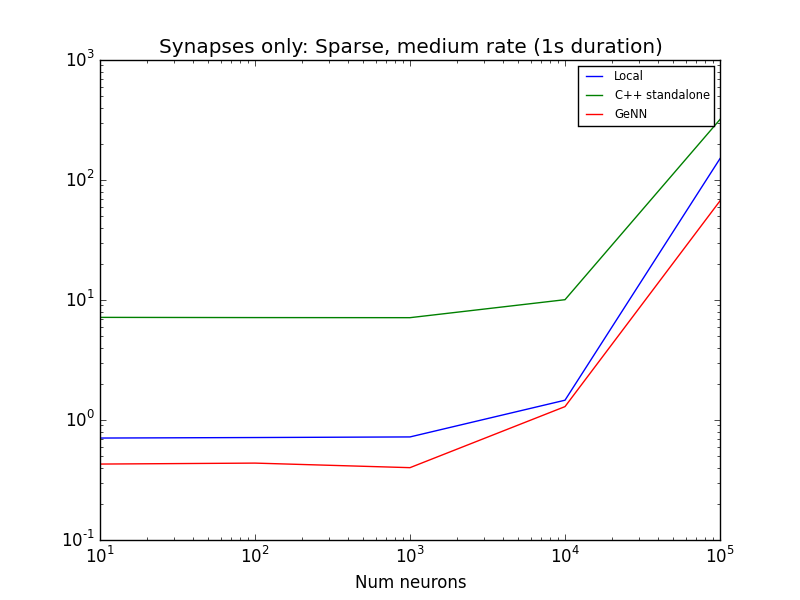 Synapses only: Sparse, medium rate (1s duration)
10^3
10^2
10^1
10^0
10^-1
Local
C++ standalone
GeNN
10^1 10^2 10^3 10^4 10^5
Num neurons